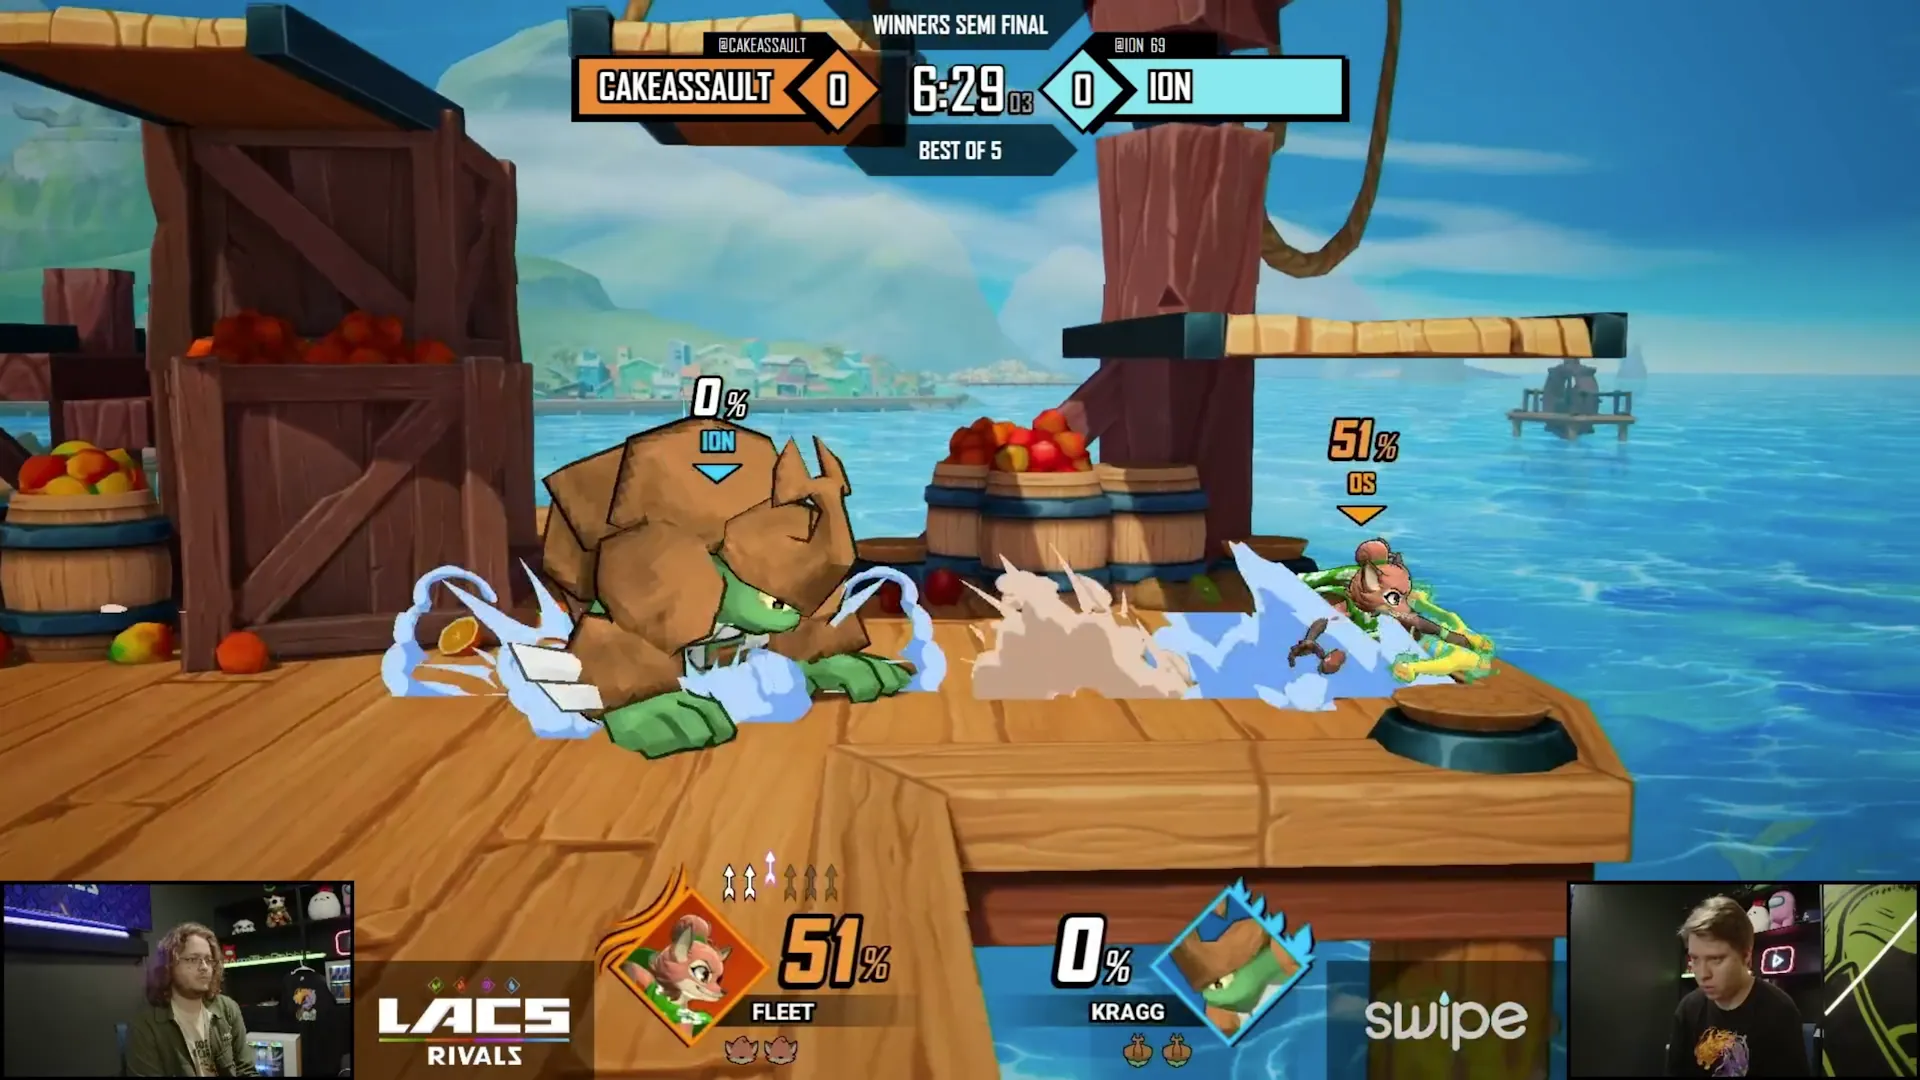 WINNERS SEMI FINAL
@CAKEASSAULT
@ION 69
CAKEASSAULT
0
6:29 03
0
ION
BEST OF 5
0%
ION
51%
OS
51%
FLEET
0%
KRAGG
LACS
RIVALS
swipe